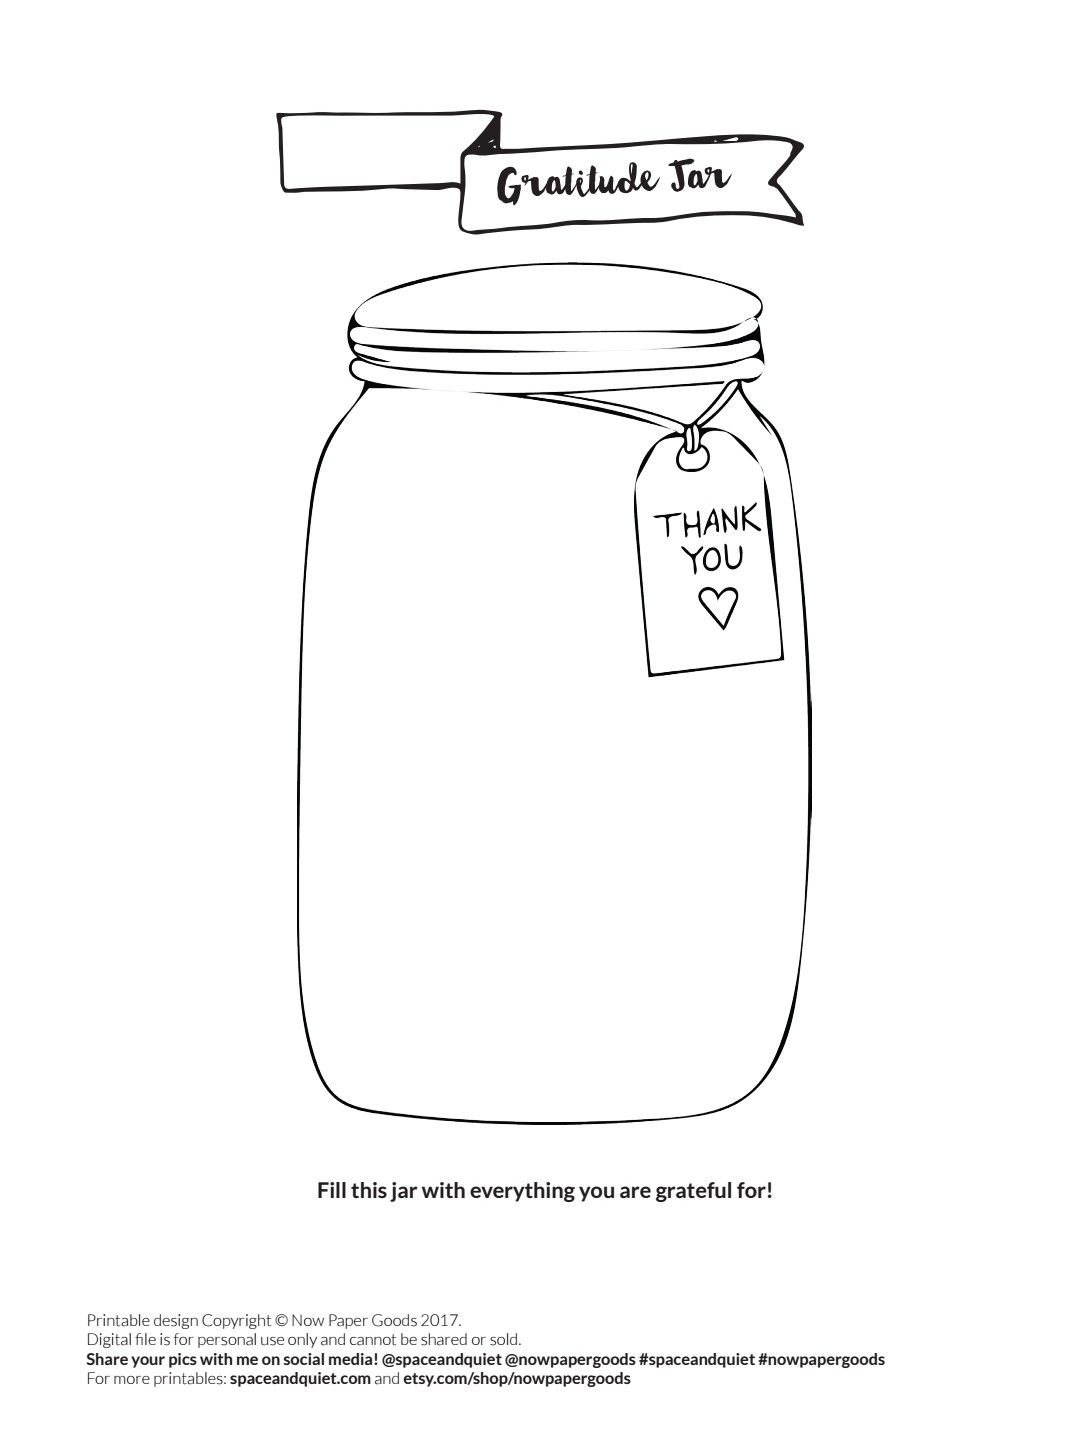 Gratitude Jar
THANK
YOU
Fill this jar with everything you are grateful for!
Printable design Copyright © Now Paper Goods 2017.
Digital file is for personal use only and cannot be shared or sold.
Share your pics with me on social media! @spaceandquiet @nowpapergoods #spaceandquiet #nowpapergoods
For more printables: spaceandquiet.com and etsy.com/shop/nowpapergoods